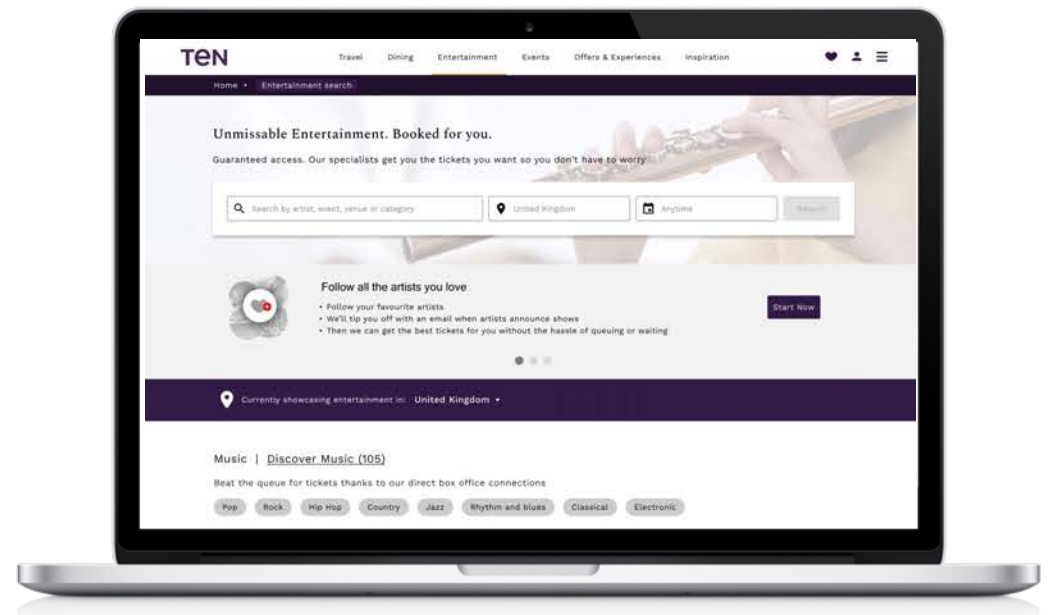 TEN
Travel Dining Entertainment Events Offers & Experiences Inspiration
Home Entertainment search
Unmissable Entertainment. Booked for you.
Guaranteed access. Our specialists get you the tickets you want so you don't have to worry
Search by artist, event, venue or category United Kingdom Anytime Search
Follow all the artists you love
• Follow your favourite artists
• We'll tip you off with an email when artists announce shows
• Then we can get the best tickets for you without the hassle of queuing or waiting
Start Now
Currently showcasing entertainment in: United Kingdom
Music | Discover Music (105)
Beat the queue for tickets thanks to our direct box office connections
Pop Rock Hip Hop Country Jazz Rhythm and blues Classical Electronic